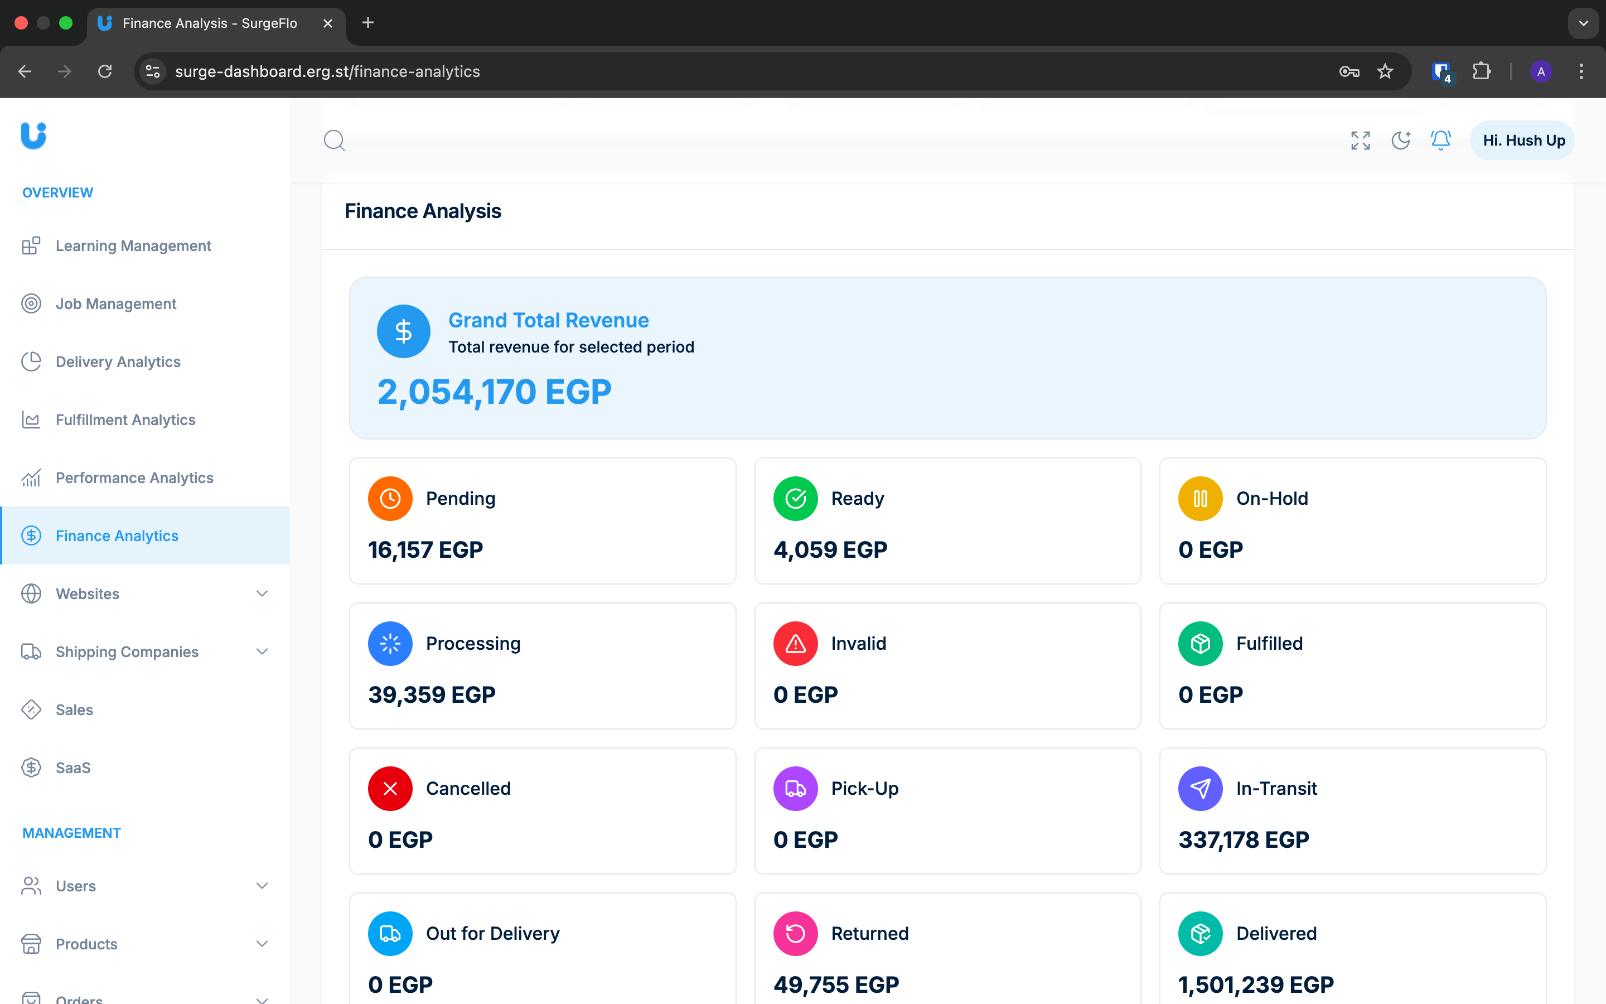 Finance Analysis - SurgeFlo
surge-dashboard.erg.st/finance-analytics
4
A
Hi. Hush Up
OVERVIEW
Learning Management
Job Management
Delivery Analytics
Fulfillment Analytics
Performance Analytics
Finance Analytics
Websites
Shipping Companies
Sales
SaaS
MANAGEMENT
Users
Products
Orders
Finance Analysis
Grand Total Revenue
Total revenue for selected period
2,054,170 EGP
Pending
16,157 EGP
Ready
4,059 EGP
On-Hold
0 EGP
Processing
39,359 EGP
Invalid
0 EGP
Fulfilled
0 EGP
Cancelled
0 EGP
Pick-Up
0 EGP
In-Transit
337,178 EGP
Out for Delivery
0 EGP
Returned
49,755 EGP
Delivered
1,501,239 EGP